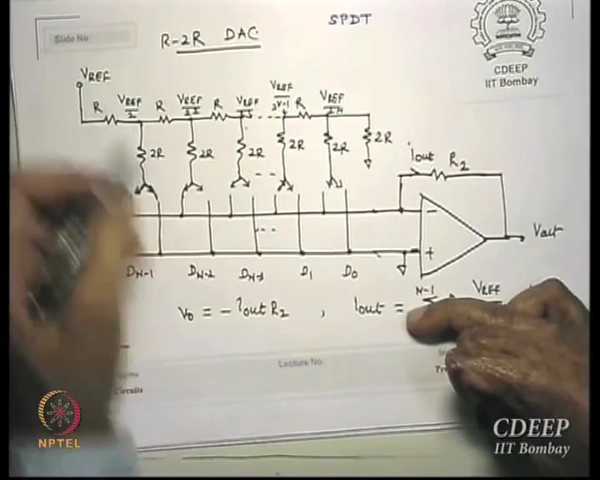 Slide No
SPDT
R-2R DAC
CDEEP
IIT Bombay
VREF
R VREF/2 R VREF/2² R VREF/2³ --- VREF/2^N-1 R VREF/2^N
2R 2R 2R -- 2R 2R 2R
iout R2
−
+
Vout
---
DN-1 DN-2 DN-3 D1 D0
N-1
V0 = - IoutR2 , Iout = Σ VREF
Lecture No
Circuits
NPTEL
CDEEP
IIT Bombay